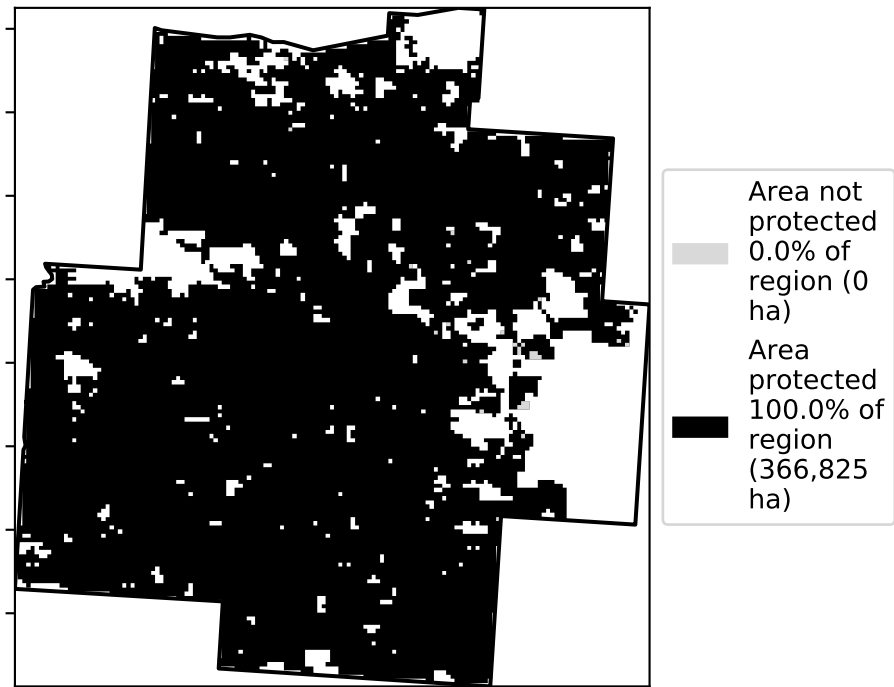 Area not
protected
0.0% of
region (0
ha)
Area
protected
100.0% of
region
(366,825
ha)